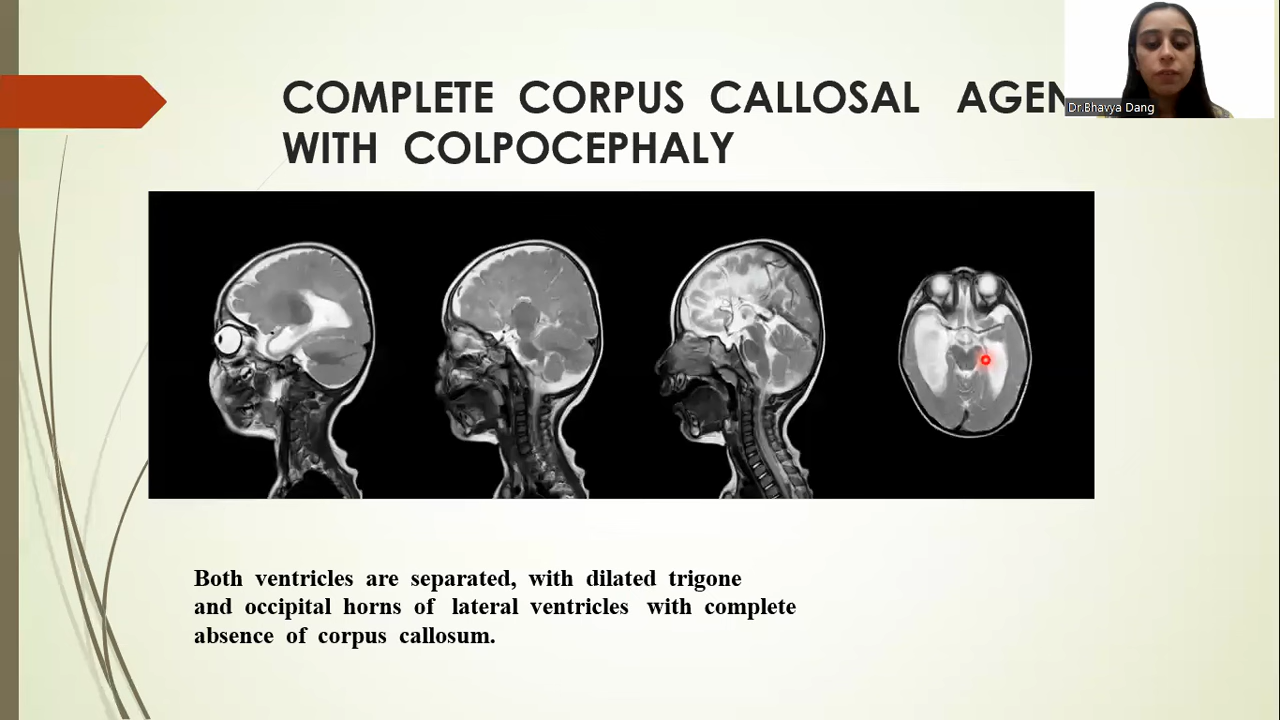 COMPLETE CORPUS CALLOSAL AGEN
WITH COLPOCEPHALY
Dr.Bhavya Dang
Both ventricles are separated, with dilated trigone
and occipital horns of lateral ventricles with complete
absence of corpus callosum.